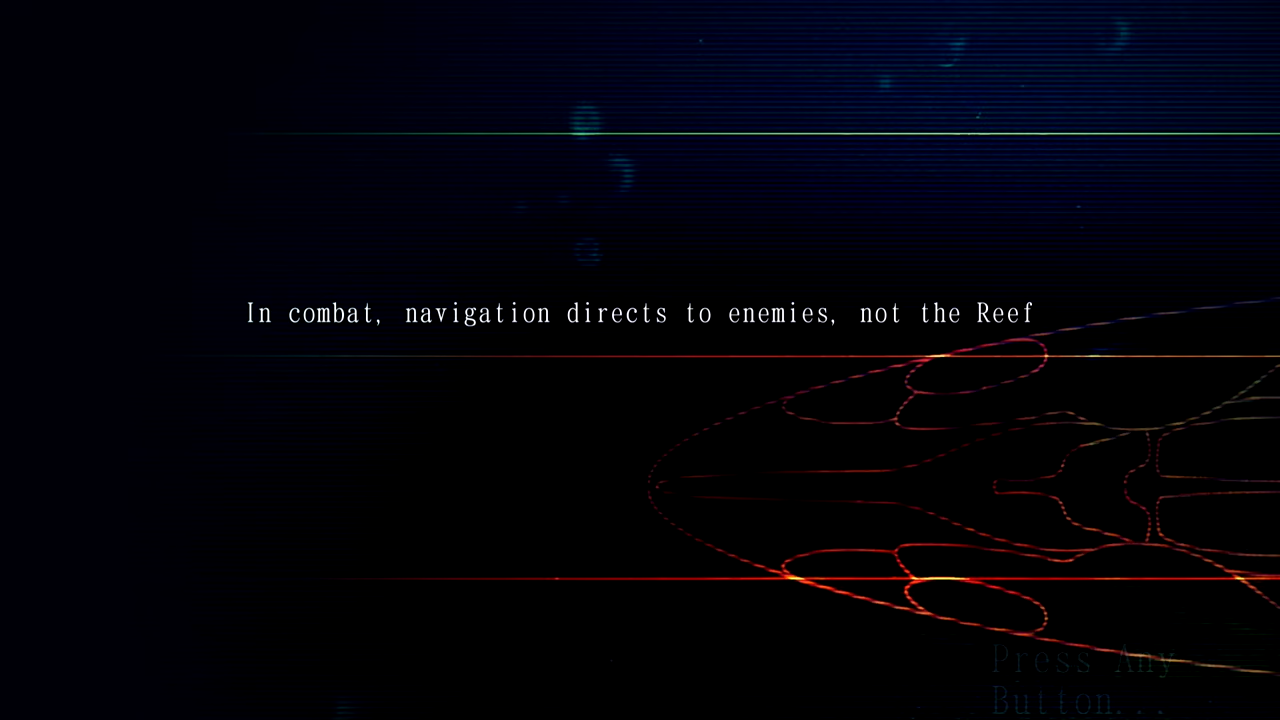 In combat, navigation directs to enemies, not the Reef
Press Any
Button...